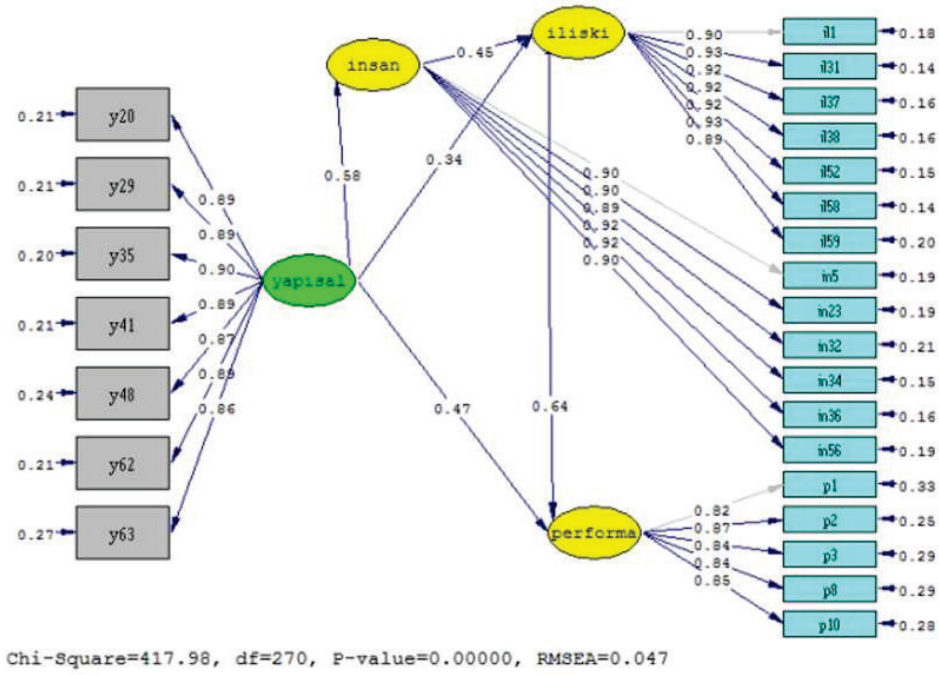 0.21
y20
0.21
y29
0.20
y35
0.21
y41
0.24
y48
0.21
y62
0.27
y63
0.89
0.89
0.90
0.89
0.87
0.89
0.86
yapisal
insan
iliski
performa
0.58
0.45
0.34
0.47
0.64
0.90
0.93
0.92
0.92
0.92
0.93
0.89
0.90
0.90
0.89
0.92
0.92
0.90
0.82
0.87
0.84
0.84
0.85
il1 0.18
il31 0.14
il37 0.16
il38 0.16
il52 0.15
il58 0.14
il59 0.20
in5 0.19
in23 0.19
in32 0.21
in34 0.15
in36 0.16
in56 0.19
p1 0.33
p2 0.25
p3 0.29
p8 0.29
p10 0.28
Chi-Square=417.98, df=270, P-value=0.00000, RMSEA=0.047